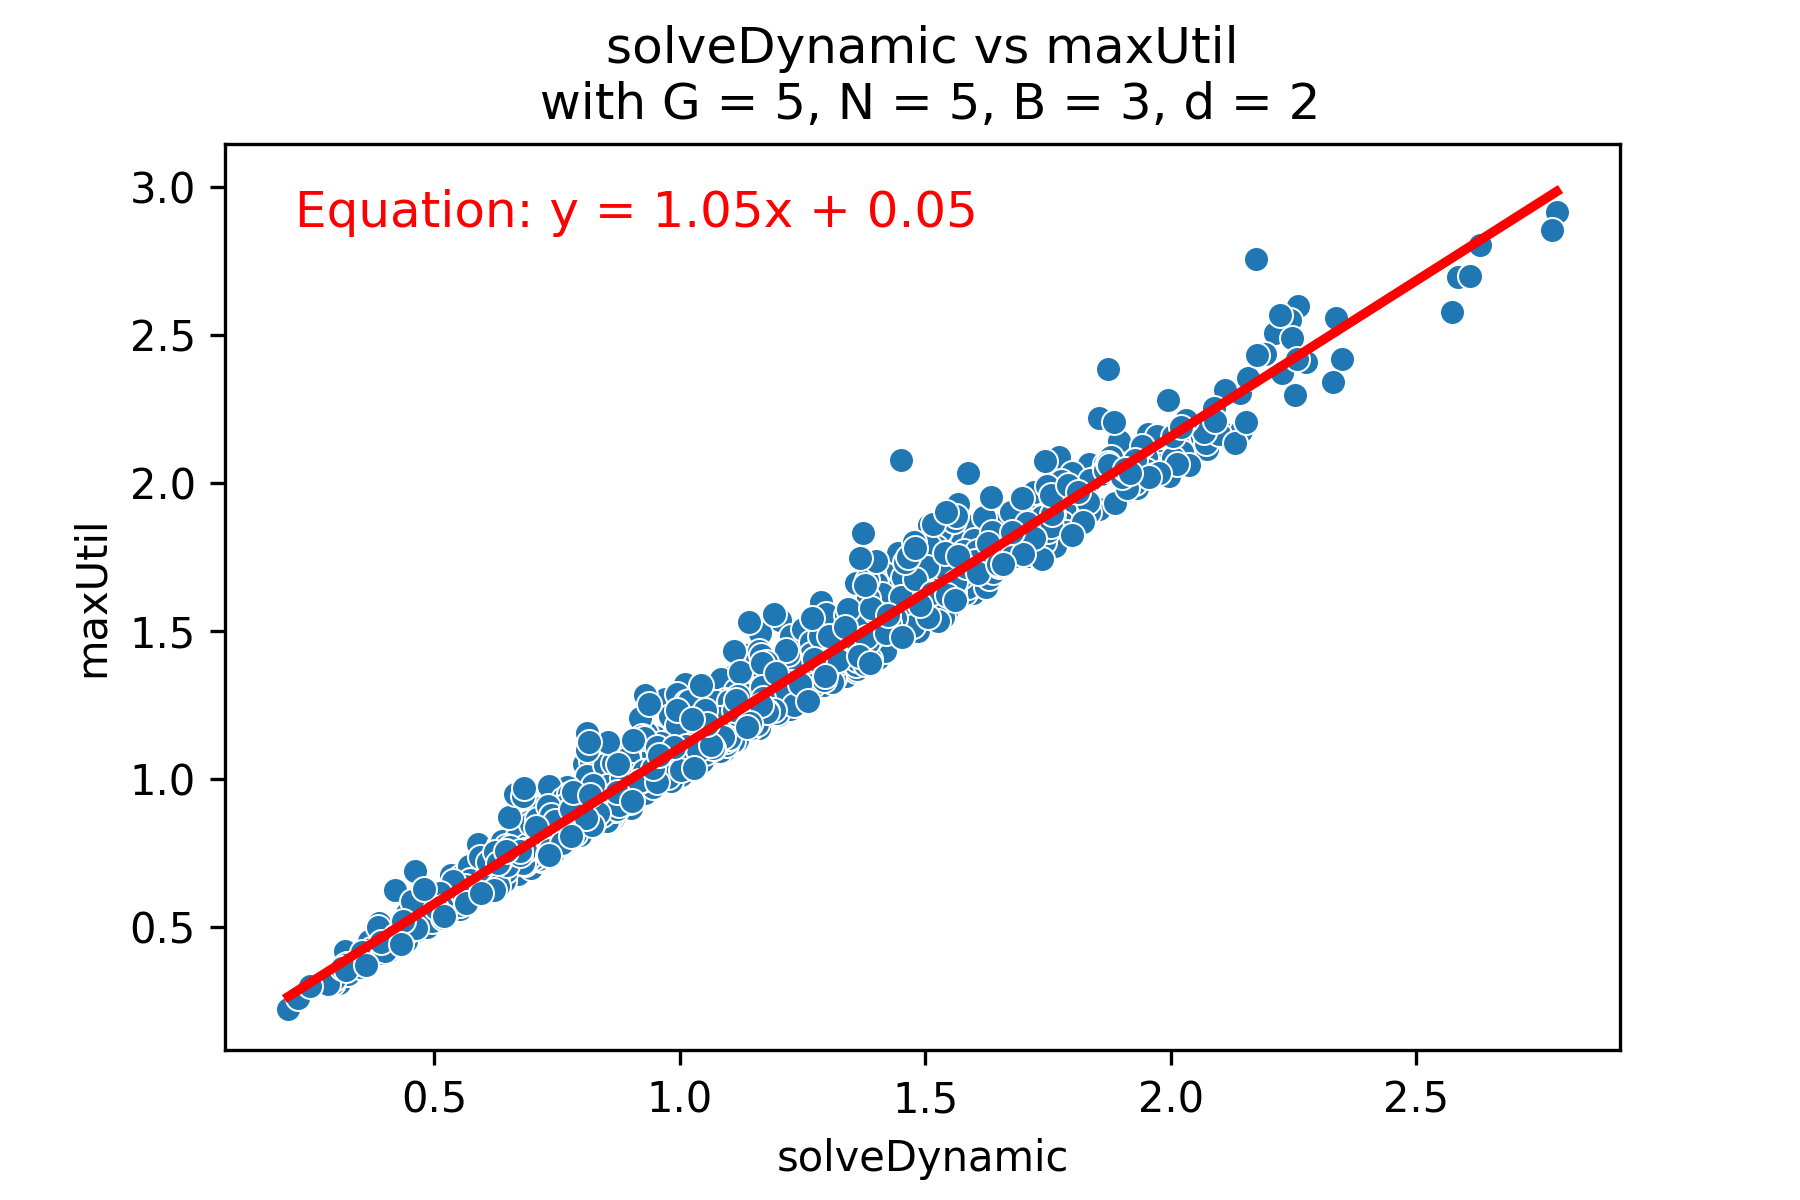 solveDynamic vs maxUtil
with G = 5, N = 5, B = 3, d = 2
Equation: y = 1.05x + 0.05
maxUtil
3.0
2.5
2.0
1.5
1.0
0.5
0.5 1.0 1.5 2.0 2.5
solveDynamic